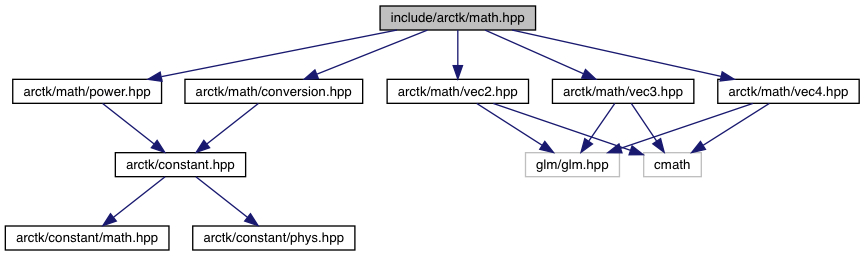 include/arctk/math.hpp
arctk/math/power.hpp
arctk/math/conversion.hpp
arctk/math/vec2.hpp
arctk/math/vec3.hpp
arctk/math/vec4.hpp
arctk/constant.hpp
glm/glm.hpp
cmath
arctk/constant/math.hpp
arctk/constant/phys.hpp